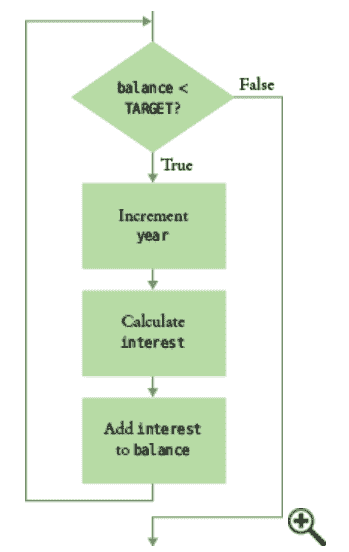 balance <
TARGET?
False
True
Increment
year
Calculate
interest
Add interest
to balance